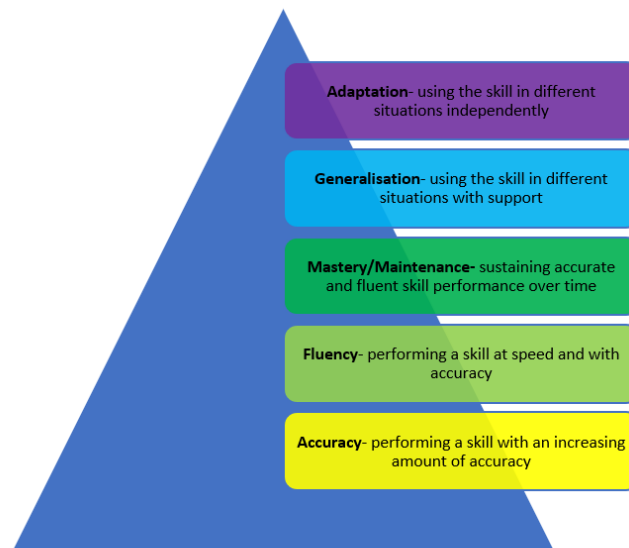 Adaptation- using the skill in different
situations independently
Generalisation- using the skill in different
situations with support
Mastery/Maintenance- sustaining accurate
and fluent skill performance over time
Fluency- performing a skill at speed and with
accuracy
Accuracy- performing a skill with an increasing
amount of accuracy